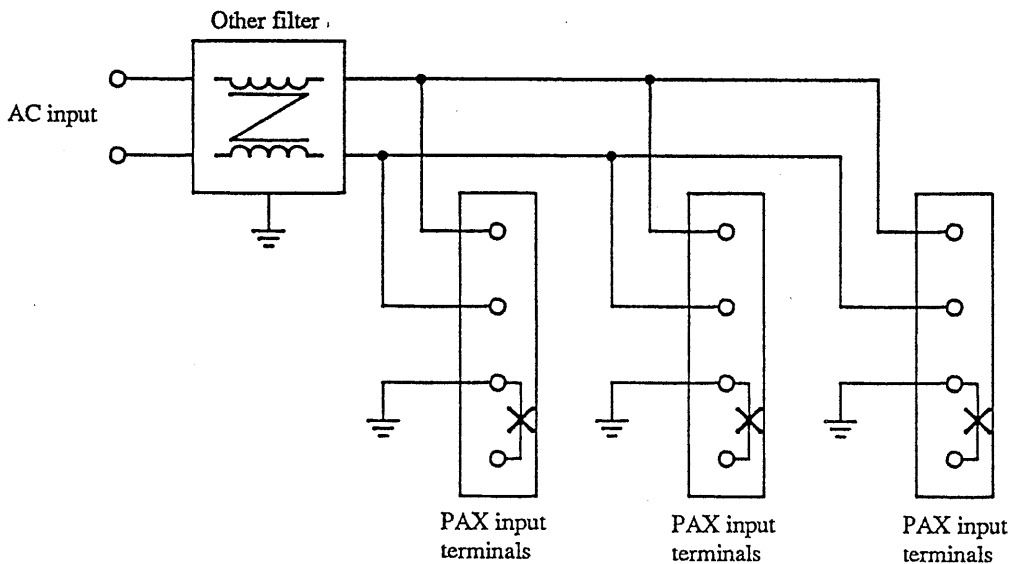 Other filter
AC input
PAX input
terminals
PAX input
terminals
PAX input
terminals